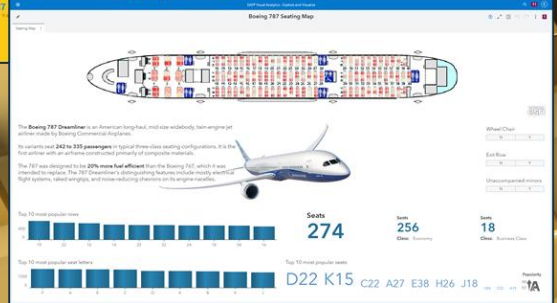 SAS® Visual Analytics - Explore and Visualize
Boeing 787 Seating Map
Seating Map
The Boeing 787 Dreamliner is an American long-haul, mid-size widebody, twin-engine jet
airliner made by Boeing Commercial Airplanes.
Its variants seat 242 to 335 passengers in typical three-class seating configurations. It is the
first airliner with an airframe constructed primarily of composite materials.
The 787 was designed to be 20% more fuel efficient than the Boeing 767, which it was
intended to replace. The 787 Dreamliner's distinguishing features include mostly electrical
flight systems, raked wingtips, and noise-reducing chevrons on its engine nacelles.
Wheel Chair
N Y
Exit Row
N Y
Unaccompanied minors
N Y
Top 10 most popular rows
Seats
274
Seats
256
Class: Economy
Seats
18
Class: Business Class
Top 10 most popular seat letters
Top 10 most popular seats
D22 K15 C22 A27 E38 H26 J18
Popularity